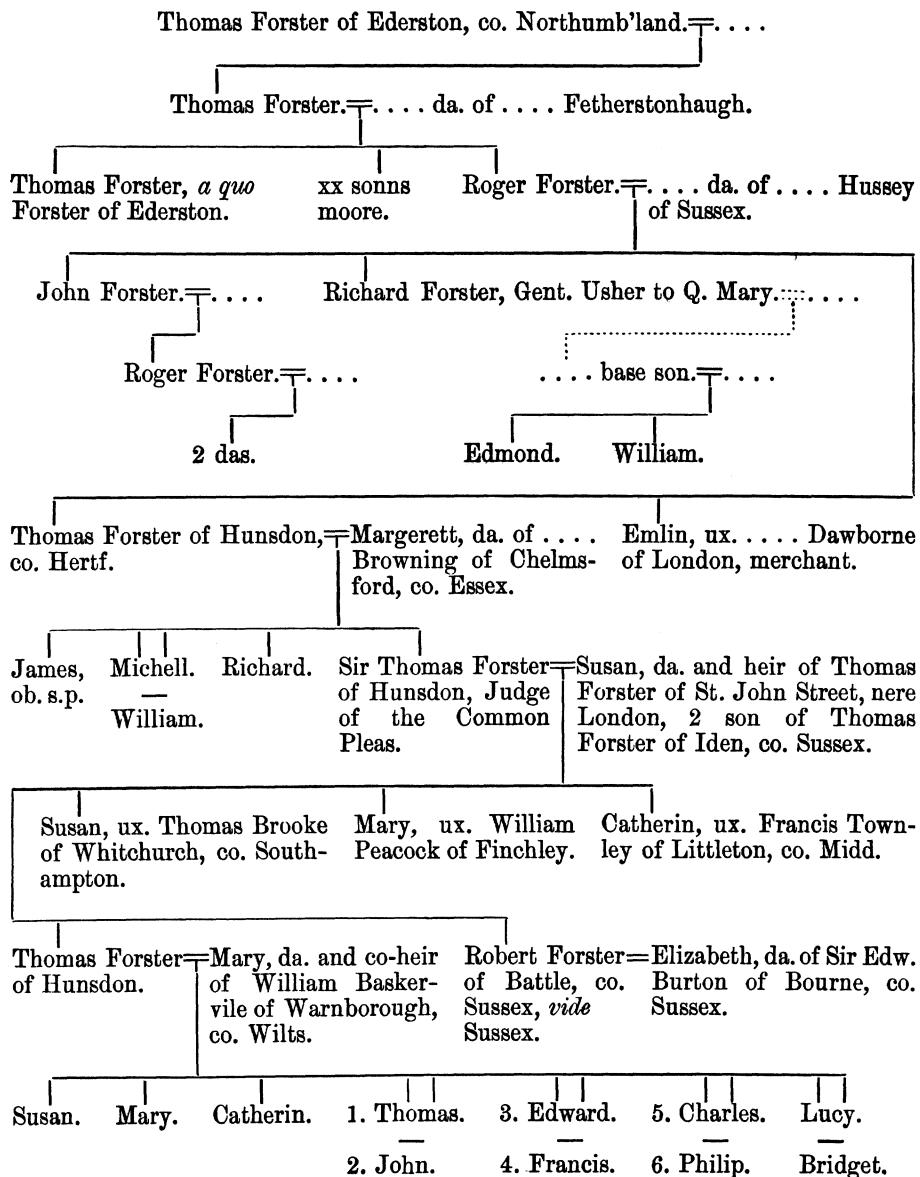 Thomas Forster of Ederston, co. Northumb'land. . . . .
Thomas Forster. . . . . da. of . . . . Fetherstonhaugh.
Thomas Forster, a quo
Forster of Ederston.
xx sonns
moore.
Roger Forster. . . . . da. of . . . . Hussey
of Sussex.
John Forster. . . . .
Richard Forster, Gent. Usher to Q. Mary. . . . .
Roger Forster. . . . .
. . . . base son. . . . .
2 das.
Edmond.
William.
Thomas Forster of Hunsdon,
co. Hertf.
Margerett, da. of . . . .
Browning of Chelms-
ford, co. Essex.
Emlin, ux. . . . . Dawborne
of London, merchant.
James,
ob. s.p.
Michell.
—
William.
Richard.
Sir Thomas Forster
of Hunsdon, Judge
of the Common
Pleas.
Susan, da. and heir of Thomas
Forster of St. John Street, nere
London, 2 son of Thomas
Forster of Iden, co. Sussex.
Susan, ux. Thomas Brooke
of Whitchurch, co. South-
ampton.
Mary, ux. William
Peacock of Finchley.
Catherin, ux. Francis Town-
ley of Littleton, co. Midd.
Thomas Forster
of Hunsdon.
Mary, da. and co-heir
of William Basker-
vile of Warnborough,
co. Wilts.
Robert Forster
of Battle, co.
Sussex, vide
Sussex.
Elizabeth, da. of Sir Edw.
Burton of Bourne, co.
Sussex.
Susan.
Mary.
Catherin.
1. Thomas.
—
2. John.
3. Edward.
—
4. Francis.
5. Charles.
—
6. Philip.
Lucy.
—
Bridget.